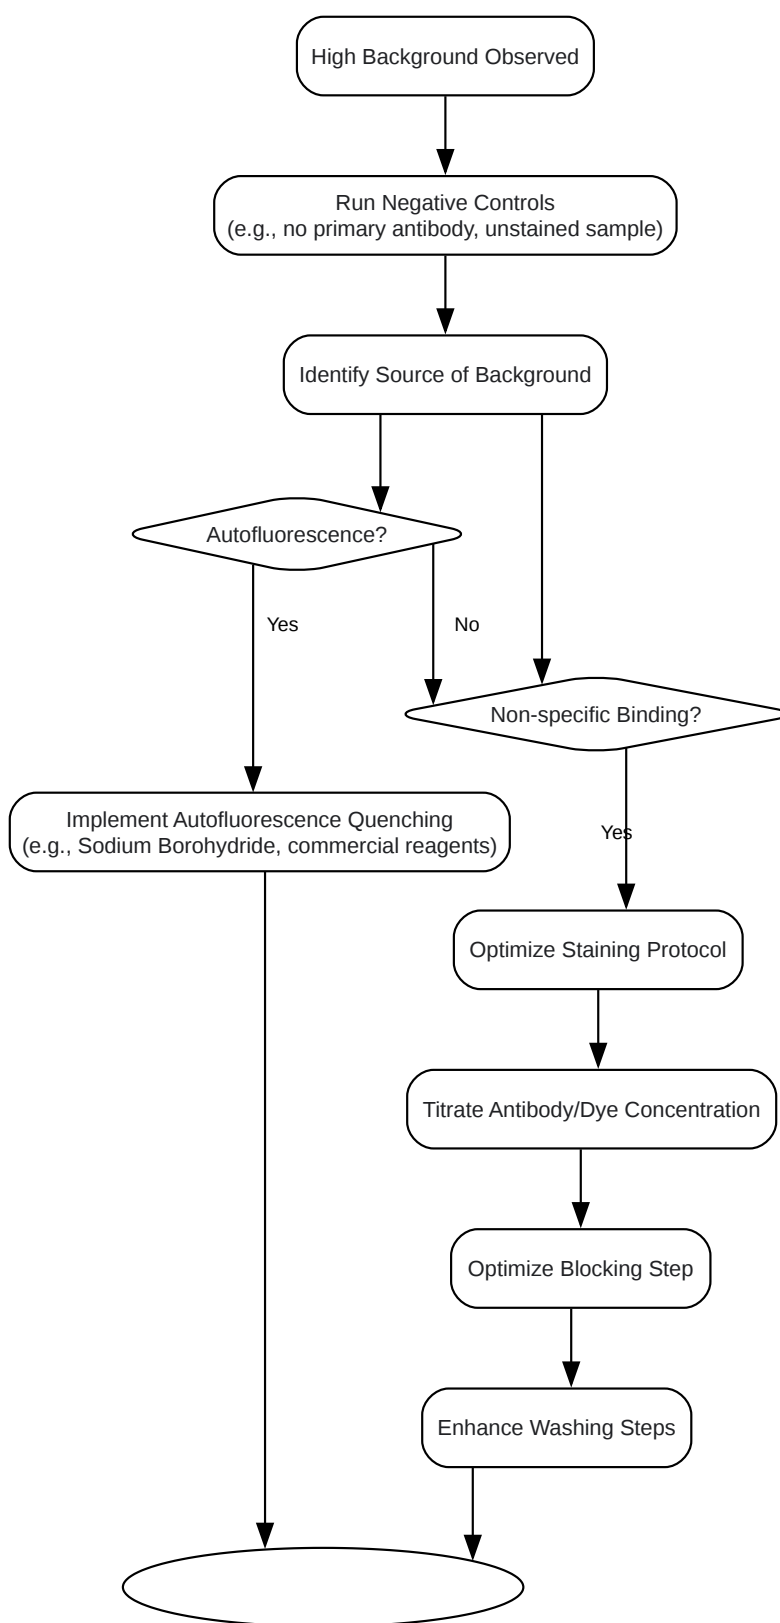 High Background Observed
Run Negative Controls
(e.g., no primary antibody, unstained sample)
Identify Source of Background
Autofluorescence?
Yes
No
Non-specific Binding?
Implement Autofluorescence Quenching
(e.g., Sodium Borohydride, commercial reagents)
Yes
Optimize Staining Protocol
Titrate Antibody/Dye Concentration
Optimize Blocking Step
Enhance Washing Steps